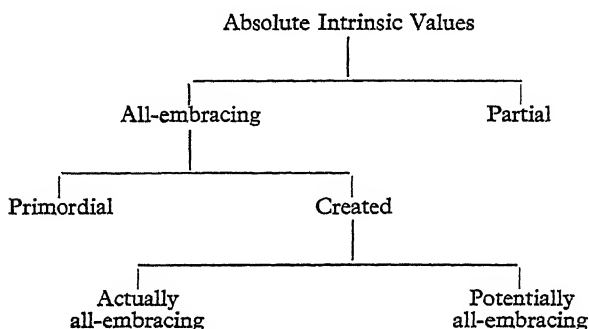 Absolute Intrinsic Values
All-embracing Partial
Primordial Created
Actually Potentially
all-embracing all-embracing